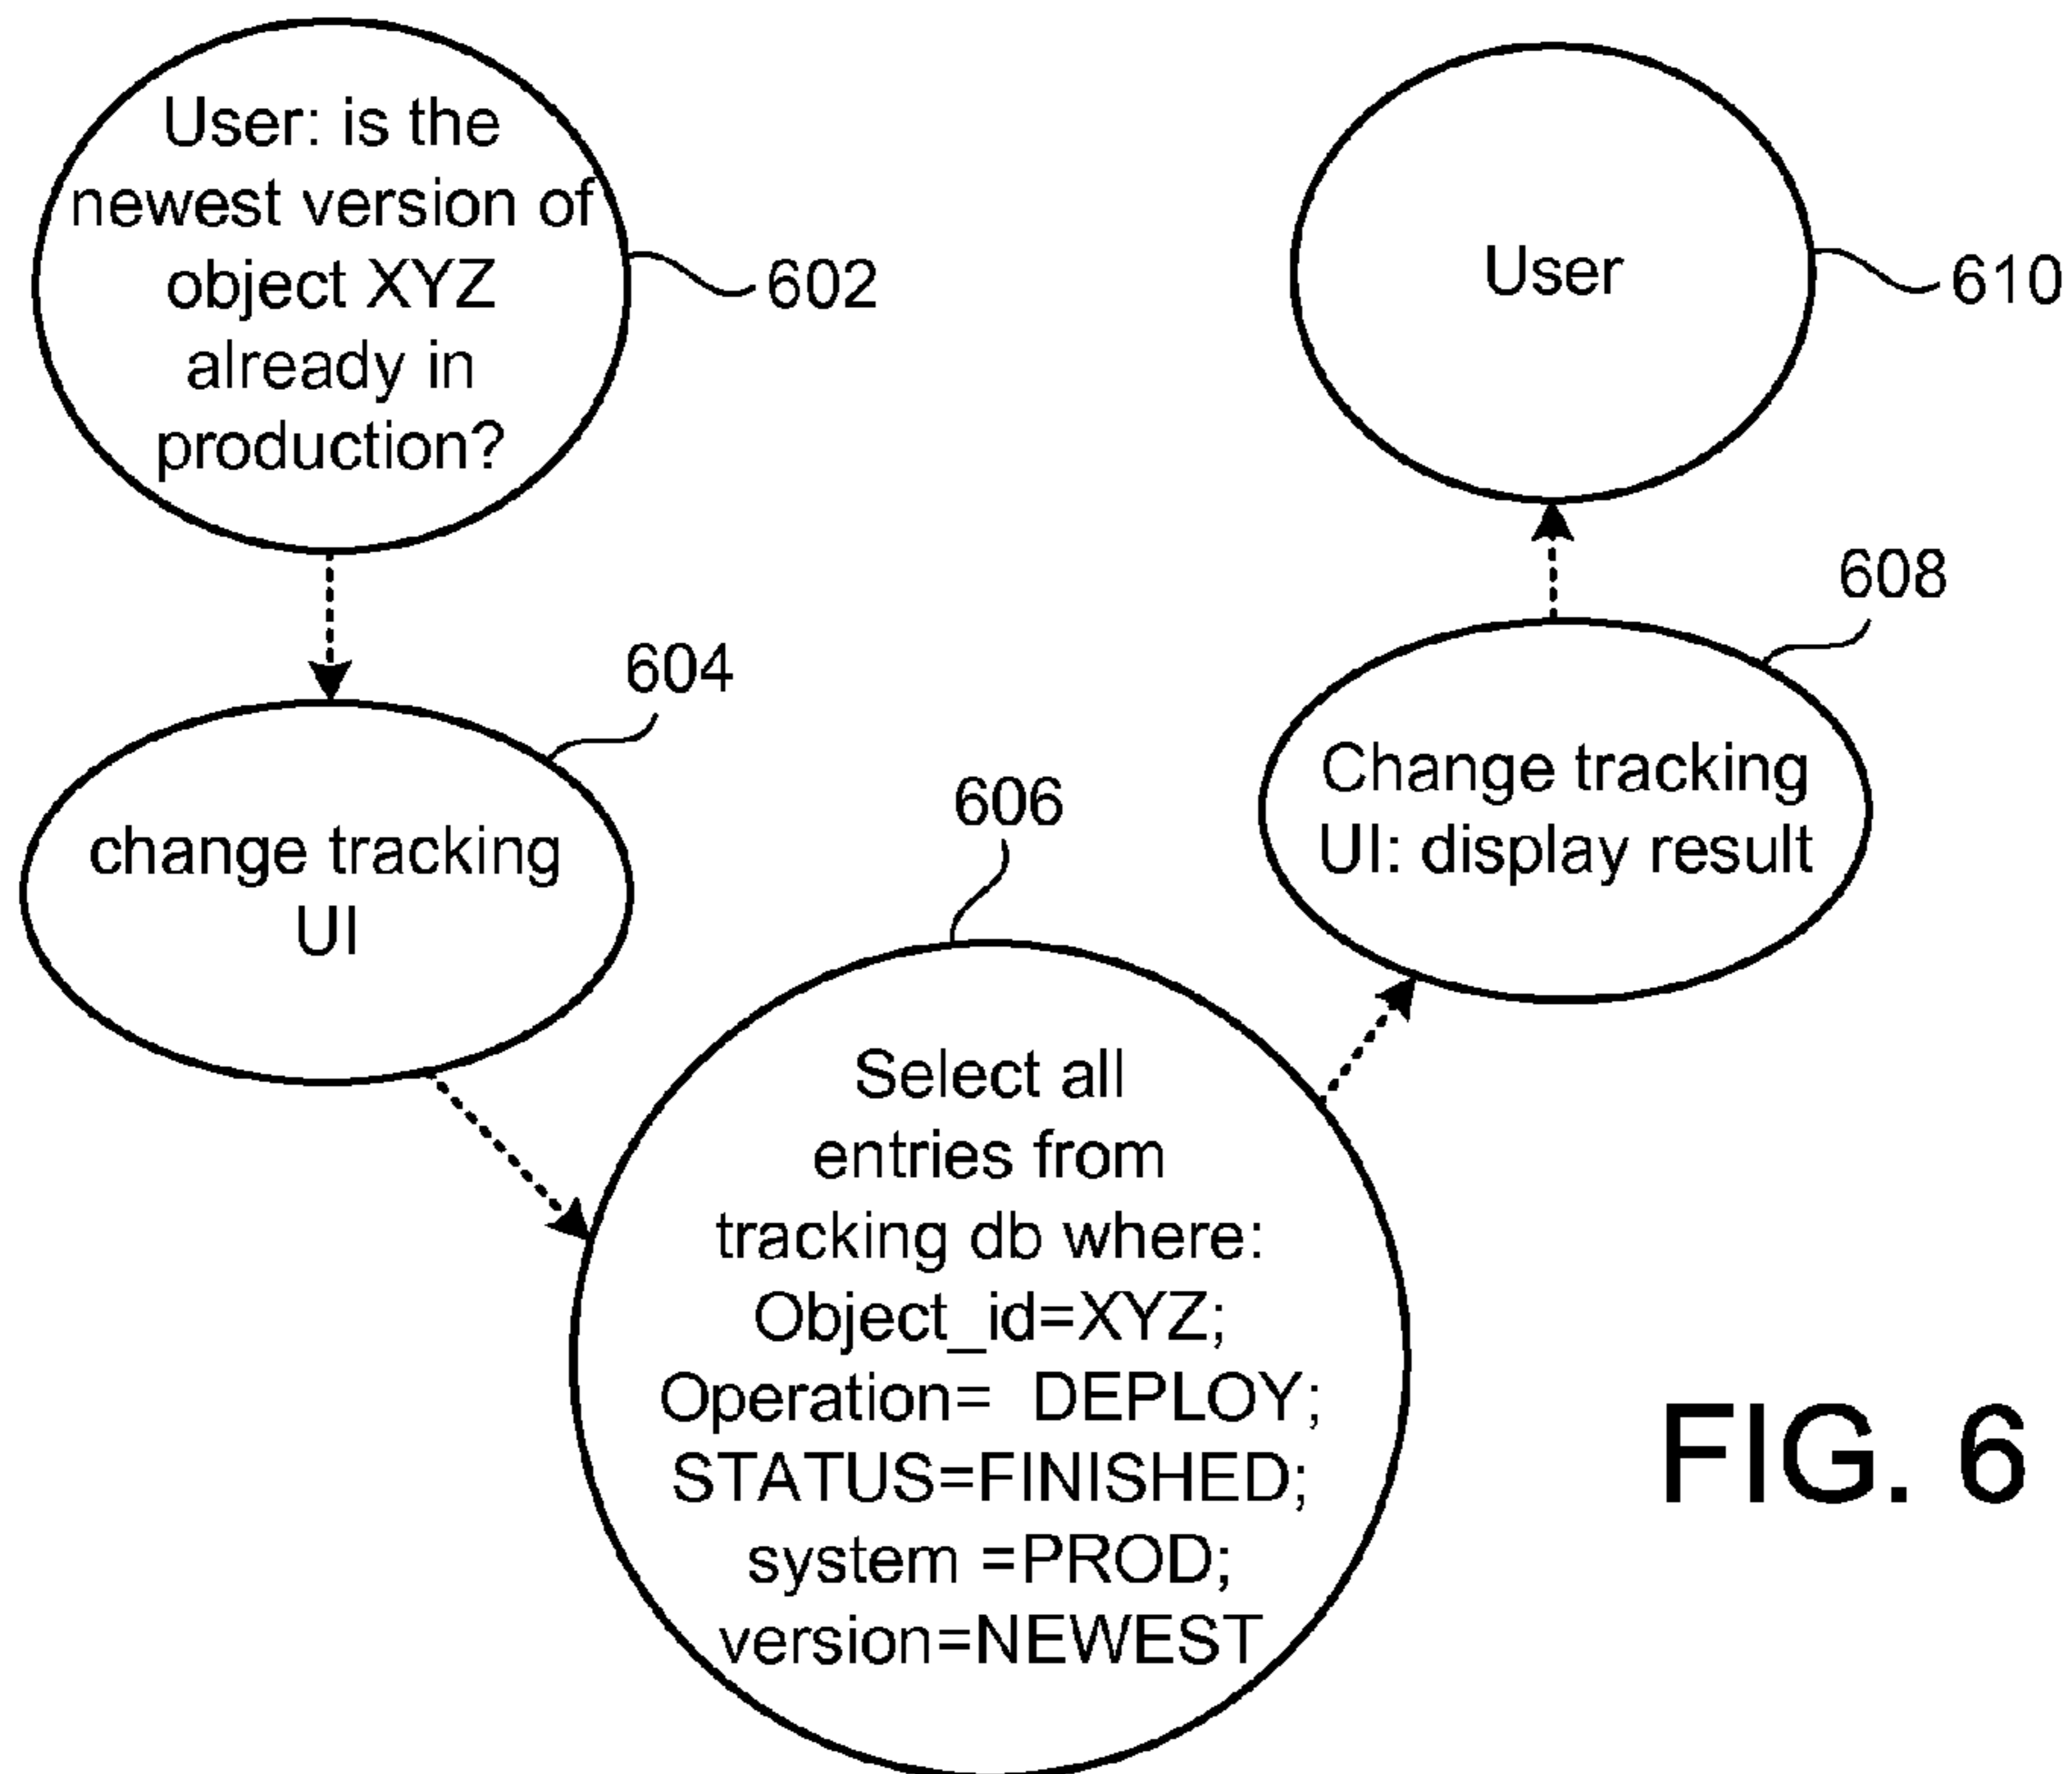 User: is the
newest version of
object XYZ
already in
production?
602
change tracking
UI
604
606
Select all
entries from
tracking db where:
Object_id=XYZ;
Operation= DEPLOY;
STATUS=FINISHED;
system =PROD;
version=NEWEST
Change tracking
UI: display result
608
User
610
FIG. 6